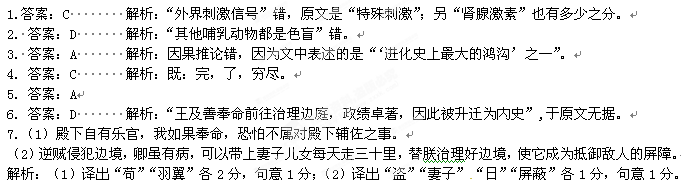 1.答案：C·······解析：“外界刺激信号”错，原文是“特殊刺激”；另“肾腺激素”也有多少之分。
2. 答案：D·······解析：“其他哺乳动物都是色盲”错。
3. 答案：A·······解析：因果推论错，因为文中表述的是“‘进化史上最大的鸿沟’之一”。
4. 答案：C·······解析：既：完，了，穷尽。
5. 答案：A
6. 答案：D·······解析：“王及善奉命前往治理边庭，政绩卓著，因此被升迁为内史”,于原文无据。
7.（1）殿下自有乐官，我如果奉命，恐怕不属对殿下辅佐之事。
（2）逆贼侵犯边境，卿虽有病，可以带上妻子儿女每天走三十里，替朕治理好边境，使它成为抵御敌人的屏障。
解析：（1）译出“苟”“羽翼”各2分，句意1分；（2）译出“盗”“妻子”、“日”“屏蔽”各1分，句意1分。